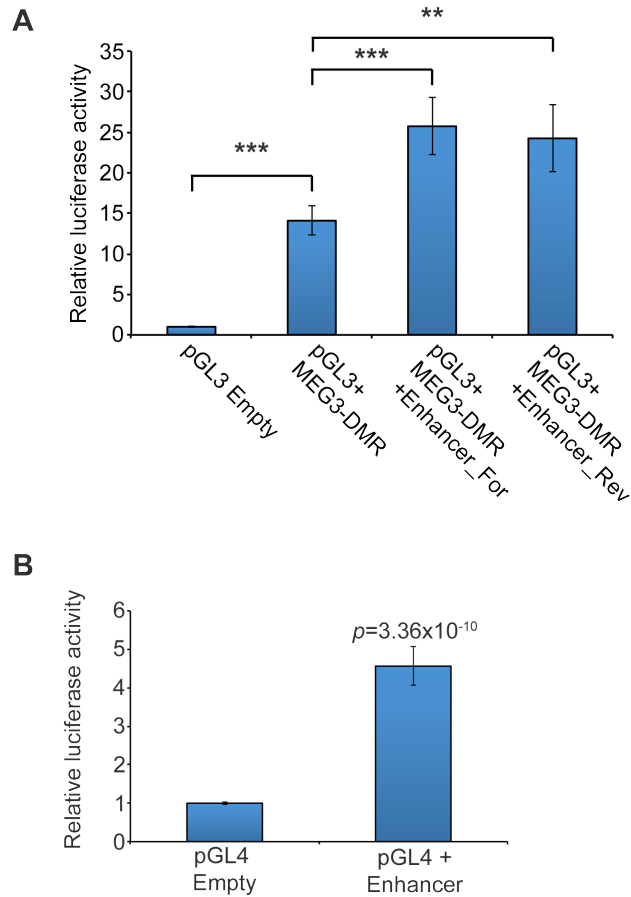 A
**
***
***
Relative luciferase activity
35
30
25
20
15
10
5
0
pGL3 Empty
pGL3+
MEG3-DMR
pGL3+
MEG3-DMR
+Enhancer_For
pGL3+
MEG3-DMR
+Enhancer_Rev
B
Relative luciferase activity
6
5
4
3
2
1
0
p=3.36x10-10
pGL4
Empty
pGL4 +
Enhancer